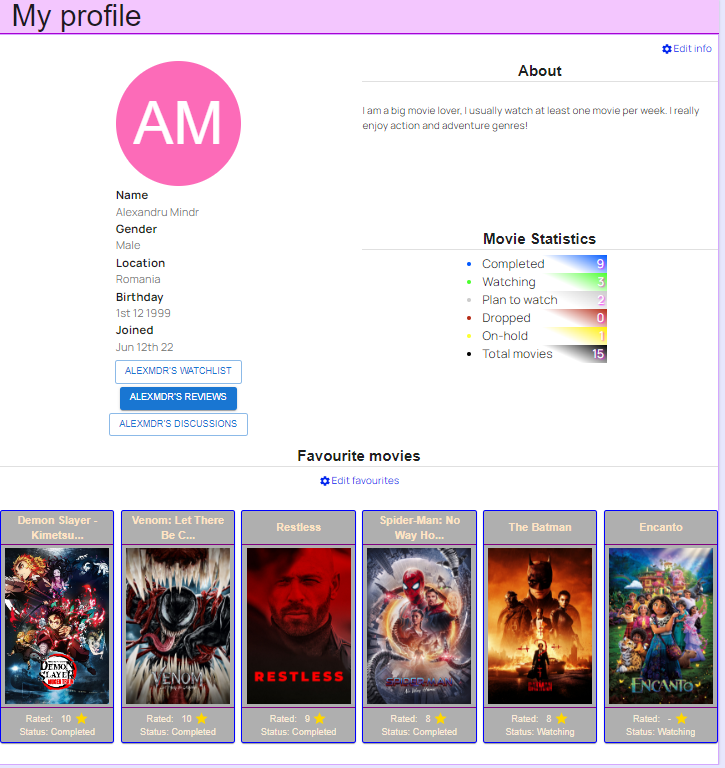 My profile
Edit info
AM
Name
Alexandru Mindr
Gender
Male
Location
Romania
Birthday
1st 12 1999
Joined
Jun 12th 22
ALEXMDR'S WATCHLIST
ALEXMDR'S REVIEWS
ALEXMDR'S DISCUSSIONS
About
I am a big movie lover, I usually watch at least one movie per week. I really
enjoy action and adventure genres!
Movie Statistics
Completed 9
Watching 3
Plan to watch 2
Dropped 0
On-hold 1
Total movies 15
Favourite movies
Edit favourites
Demon Slayer -
Kimetsu...
DEMON
SLAYER
MUGEN TRAIN
Rated: 10
Status: Completed
Venom: Let There
Be C...
VENOM
Rated: 10
Status: Completed
Restless
RESTLESS
Rated: 9
Status: Completed
Spider-Man: No
Way Ho...
SPIDER-MAN
No Way Home
Rated: 8
Status: Completed
The Batman
Rated: 8
Status: Watching
Encanto
ENCANTO
Rated: -
Status: Watching